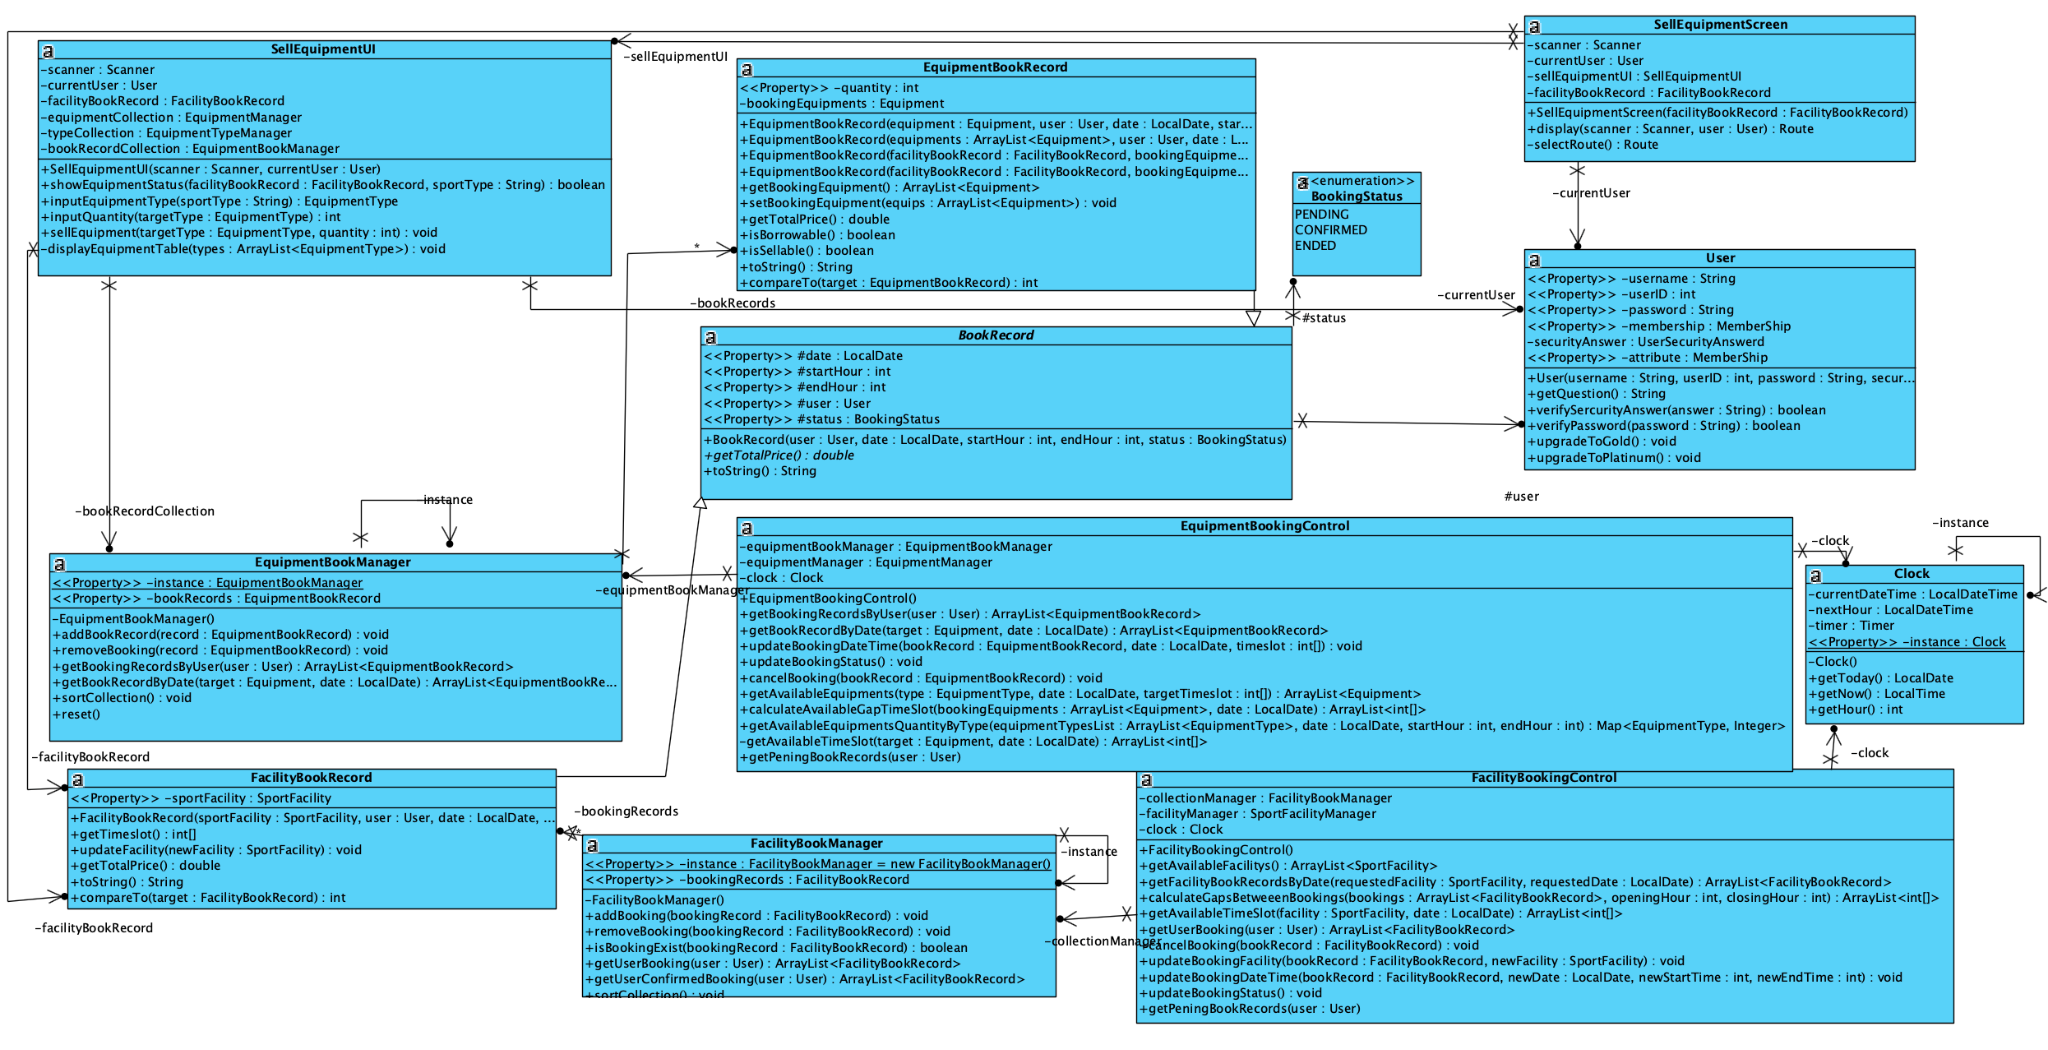 SellEquipmentUI
-scanner : Scanner
-currentUser : User
-facilityBookRecord : FacilityBookRecord
-equipmentCollection : EquipmentManager
-typeCollection : EquipmentTypeManager
-bookRecordCollection : EquipmentBookManager
+SellEquipmentUI(scanner : Scanner, currentUser : User)
+showEquipmentStatus(facilityBookRecord : FacilityBookRecord, sportType : String) : boolean
+inputEquipmentType(sportType : String) : EquipmentType
+inputQuantity(targetType : EquipmentType) : int
+sellEquipment(targetType : EquipmentType, quantity : int) : void
-displayEquipmentTable(types : ArrayList<EquipmentType>) : void
-sellEquipmentUI
EquipmentBookRecord
<<Property>> -quantity : int
-bookingEquipments : Equipment
+EquipmentBookRecord(equipment : Equipment, user : User, date : LocalDate, star...
+EquipmentBookRecord(equipments : ArrayList<Equipment>, user : User, date : L...
+EquipmentBookRecord(facilityBookRecord : FacilityBookRecord, bookingEquipme...
+EquipmentBookRecord(facilityBookRecord : FacilityBookRecord, bookingEquipme...
+getBookingEquipment() : ArrayList<Equipment>
+setBookingEquipment(equips : ArrayList<Equipment>) : void
+getTotalPrice() : double
+isBorrowable() : boolean
+isSellable() : boolean
+toString() : String
+compareTo(target : EquipmentBookRecord) : int
*
-bookRecords
<<enumeration>>
BookingStatus
PENDING
CONFIRMED
ENDED
#status
SellEquipmentScreen
-scanner : Scanner
-currentUser : User
-sellEquipmentUI : SellEquipmentUI
-facilityBookRecord : FacilityBookRecord
+SellEquipmentScreen(facilityBookRecord : FacilityBookRecord)
+display(scanner : Scanner, user : User) : Route
-selectRoute() : Route
-currentUser
-currentUser
User
<<Property>> -username : String
<<Property>> -userID : int
<<Property>> -password : String
<<Property>> -membership : MemberShip
-securityAnswer : UserSecurityAnswerd
<<Property>> -attribute : MemberShip
+User(username : String, userID : int, password : String, secur...
+getQuestion() : String
+verifySercurityAnswer(answer : String) : boolean
+verifyPassword(password : String) : boolean
+upgradeToGold() : void
+upgradeToPlatinum() : void
#user
BookRecord
<<Property>> #date : LocalDate
<<Property>> #startHour : int
<<Property>> #endHour : int
<<Property>> #user : User
<<Property>> #status : BookingStatus
+BookRecord(user : User, date : LocalDate, startHour : int, endHour : int, status : BookingStatus)
+getTotalPrice() : double
+toString() : String
-bookRecordCollection
-instance
EquipmentBookManager
<<Property>> -instance : EquipmentBookManager
<<Property>> -bookRecords : EquipmentBookRecord
-EquipmentBookManager()
+addBookRecord(record : EquipmentBookRecord) : void
+removeBooking(record : EquipmentBookRecord) : void
+getBookingRecordsByUser(user : User) : ArrayList<EquipmentBookRecord>
+getBookRecordByDate(target : Equipment, date : LocalDate) : ArrayList<EquipmentBookRe...
+sortCollection() : void
+reset()
-equipmentBookManager
EquipmentBookingControl
-equipmentBookManager : EquipmentBookManager
-equipmentManager : EquipmentManager
-clock : Clock
+EquipmentBookingControl()
+getBookingRecordsByUser(user : User) : ArrayList<EquipmentBookRecord>
+getBookRecordByDate(target : Equipment, date : LocalDate) : ArrayList<EquipmentBookRecord>
+updateBookingDateTime(bookRecord : EquipmentBookRecord, date : LocalDate, timeslot : int[]) : void
+updateBookingStatus() : void
+cancelBooking(bookRecord : EquipmentBookRecord) : void
+getAvailableEquipments(type : EquipmentType, date : LocalDate, targetTimeslot : int[]) : ArrayList<Equipment>
+calculateAvailableGapTimeSlot(bookingEquipments : ArrayList<Equipment>, date : LocalDate) : ArrayList<int[]>
+getAvailableEquipmentsQuantityByType(equipmentTypesList : ArrayList<EquipmentType>, date : LocalDate, startHour : int, endHour : int) : Map<EquipmentType, Integer>
-getAvailableTimeSlot(target : Equipment, date : LocalDate) : ArrayList<int[]>
+getPeningBookRecords(user : User)
-clock
-instance
Clock
-currentDateTime : LocalDateTime
-nextHour : LocalDateTime
-timer : Timer
<<Property>> -instance : Clock
-Clock()
+getToday() : LocalDate
+getNow() : LocalTime
+getHour() : int
-clock
-facilityBookRecord
FacilityBookRecord
<<Property>> -sportFacility : SportFacility
+FacilityBookRecord(sportFacility : SportFacility, user : User, date : LocalDate, ...
+getTimeslot() : int[]
+updateFacility(newFacility : SportFacility) : void
+getTotalPrice() : double
+toString() : String
+compareTo(target : FacilityBookRecord) : int
-facilityBookRecord
-bookingRecords
*
FacilityBookManager
<<Property>> -instance : FacilityBookManager = new FacilityBookManager()
<<Property>> -bookingRecords : FacilityBookRecord
-FacilityBookManager()
+addBooking(bookingRecord : FacilityBookRecord) : void
+removeBooking(bookingRecord : FacilityBookRecord) : void
+isBookingExist(bookingRecord : FacilityBookRecord) : boolean
+getUserBooking(user : User) : ArrayList<FacilityBookRecord>
+getUserConfirmedBooking(user : User) : ArrayList<FacilityBookRecord>
+sortCollection() : void
-instance
-collectionManager
FacilityBookingControl
-collectionManager : FacilityBookManager
-facilityManager : SportFacilityManager
-clock : Clock
+FacilityBookingControl()
+getAvailableFacilitys() : ArrayList<SportFacility>
+getFacilityBookRecordsByDate(requestedFacility : SportFacility, requestedDate : LocalDate) : ArrayList<FacilityBookRecord>
+calculateGapsBetweeenBookings(bookings : ArrayList<FacilityBookRecord>, openingHour : int, closingHour : int) : ArrayList<int[]>
+getAvailableTimeSlot(facility : SportFacility, date : LocalDate) : ArrayList<int[]>
+getUserBooking(user : User) : ArrayList<FacilityBookRecord>
+cancelBooking(bookRecord : FacilityBookRecord) : void
+updateBookingFacility(bookRecord : FacilityBookRecord, newFacility : SportFacility) : void
+updateBookingDateTime(bookRecord : FacilityBookRecord, newDate : LocalDate, newStartTime : int, newEndTime : int) : void
+updateBookingStatus() : void
+getPeningBookRecords(user : User)